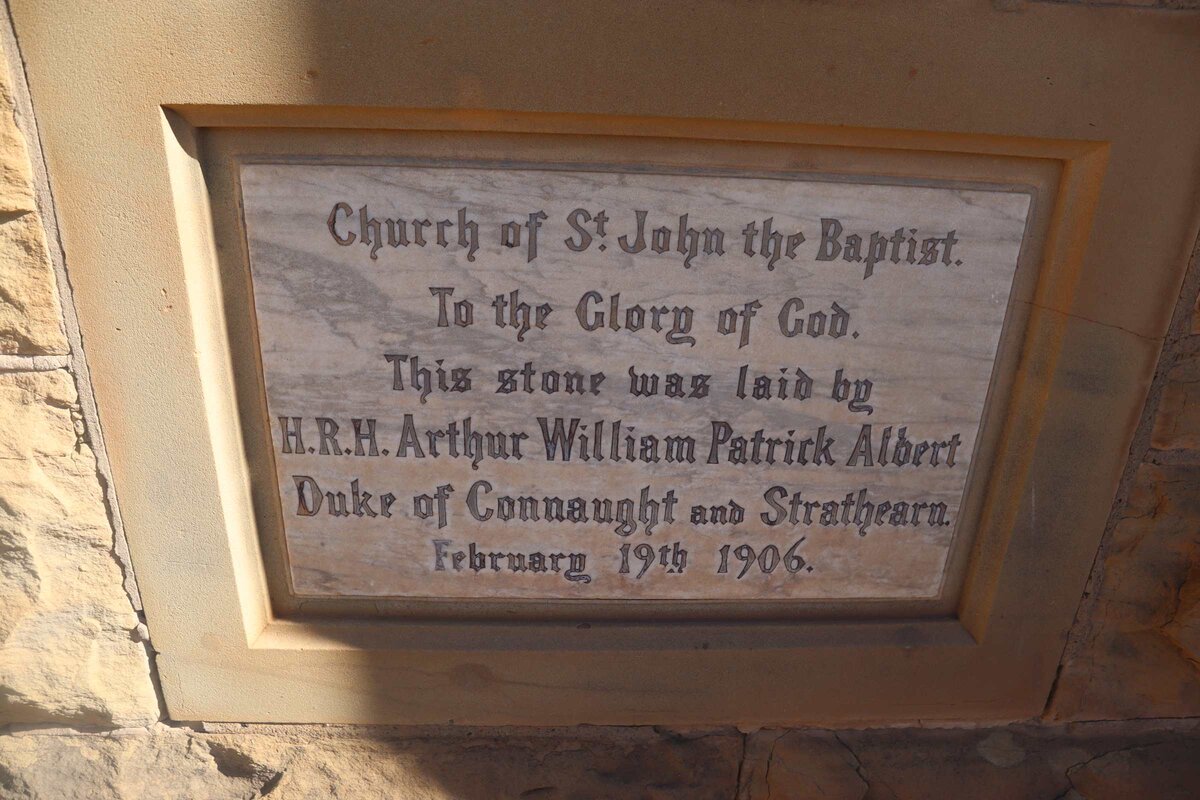 Church of St. John the Baptist.
To the Glory of God.
This stone was laid by
H.R.H. Arthur William Patrick Albert
Duke of Connaught and Strathearn.
February 19th 1906.